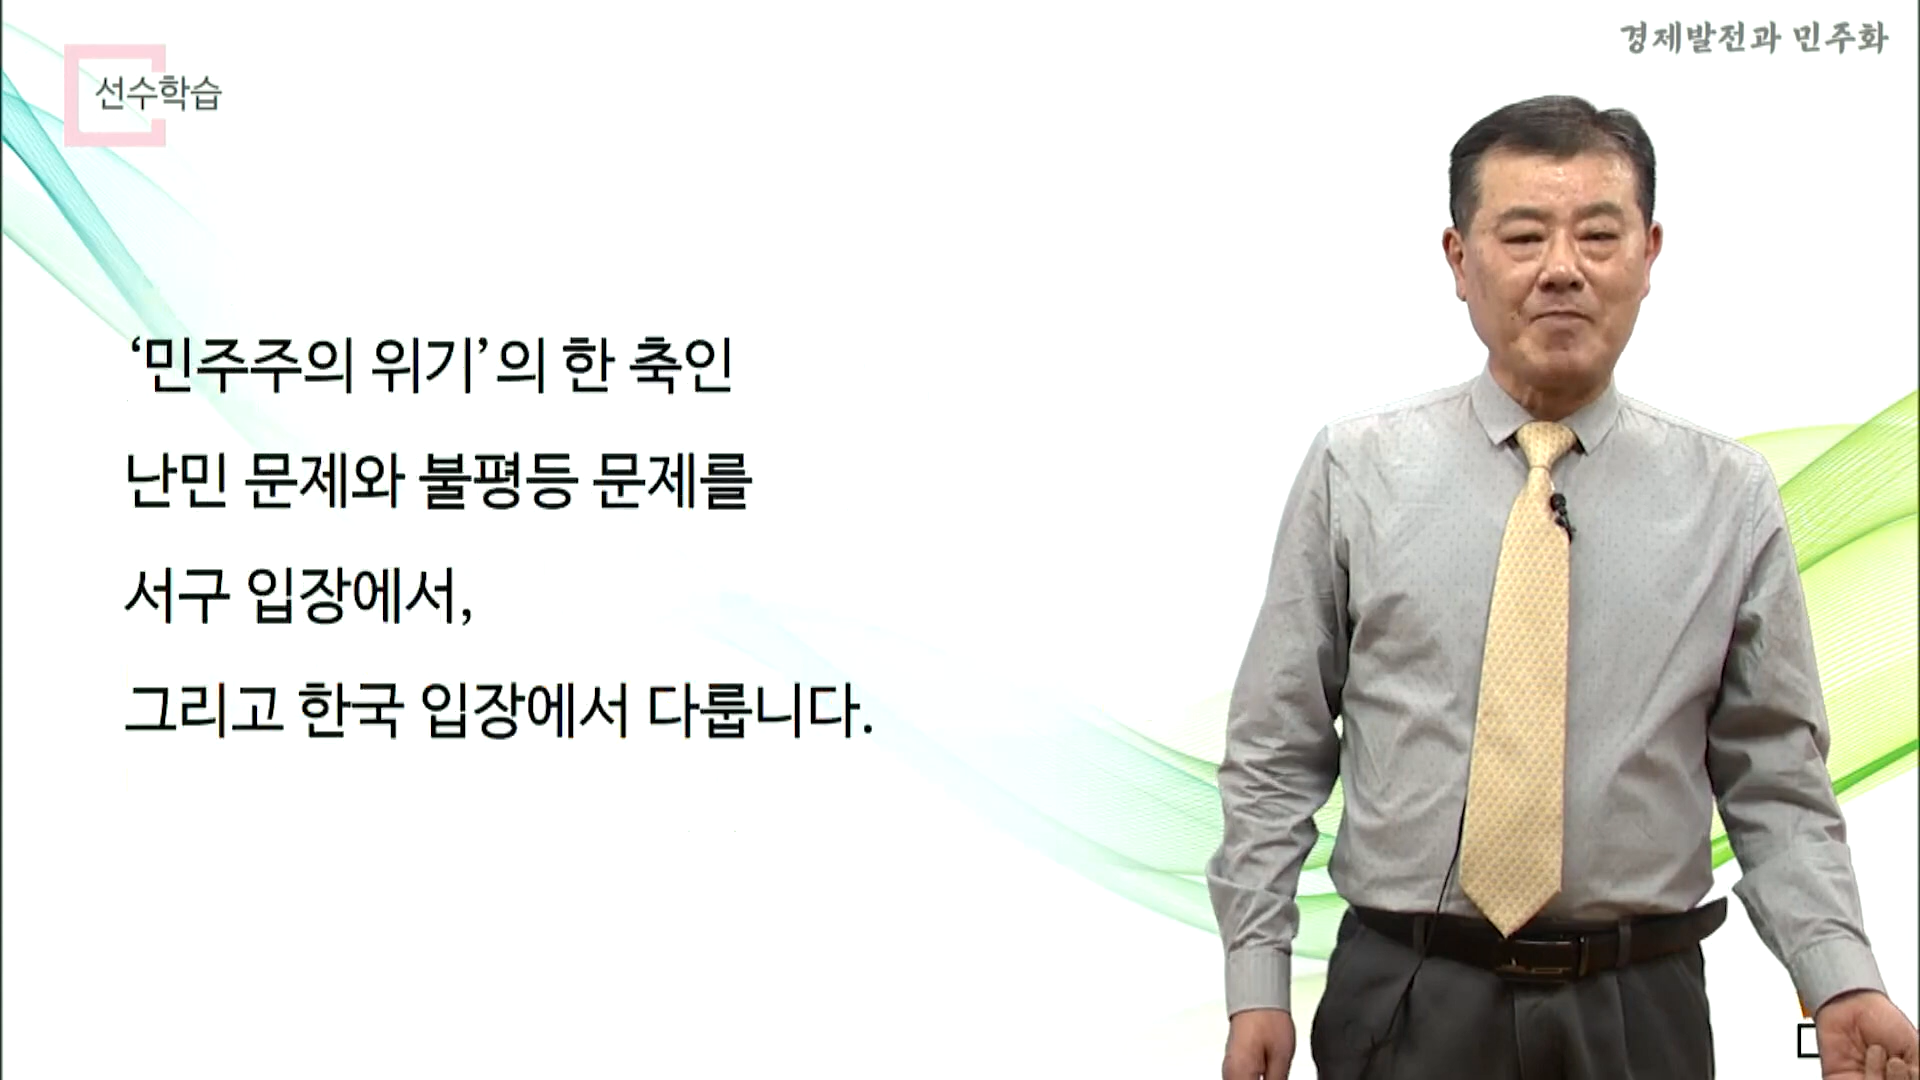 경제발전과 민주화
선수학습
‘민주주의 위기’의 한 축인
난민 문제와 불평등 문제를
서구 입장에서,
그리고 한국 입장에서 다룹니다.